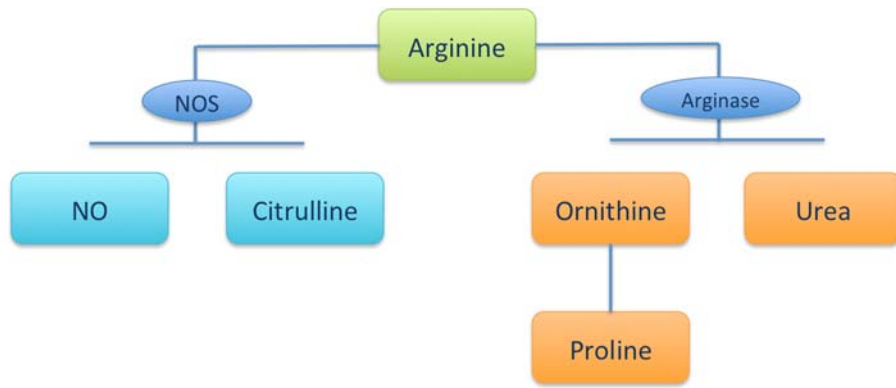 Arginine
NOS
Arginase
NO
Citrulline
Ornithine
Urea
Proline